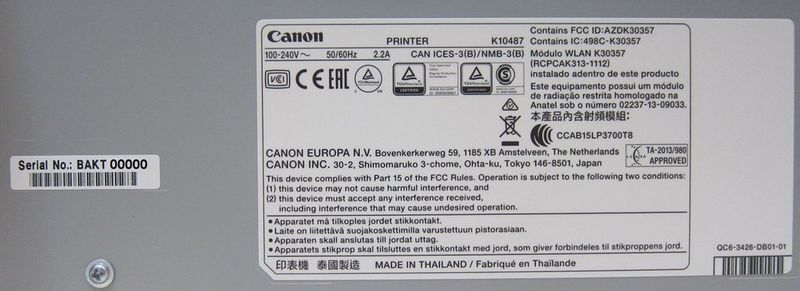 Canon
PRINTER K10487
100-240V～ 50/60Hz 2.2A CAN ICES-3(B)/NMB-3(B)
Contains FCC ID:AZDK30357
Contains IC:498C-K30357
Módulo WLAN K30357
(RCPCAK313-1112)
instalado adentro de este producto
Este equipamento possui um módulo
de radiação restrita homologado na
Anatel sob o número 02237-13-09033.
本產品內含射頻模組:
CCAB15LP3700T8
VCI CE EAC
TA-2013/980
APPROVED
CANON EUROPA N.V. Bovenkerkerweg 59, 1185 XB Amstelveen, The Netherlands
CANON INC. 30-2, Shimomaruko 3-chome, Ohta-ku, Tokyo 146-8501, Japan
This device complies with Part 15 of the FCC Rules. Operation is subject to the following two conditions:
(1) this device may not cause harmful interference, and
(2) this device must accept any interference received,
including interference that may cause undesired operation.
•Apparatet må tilkoples jordet stikkontakt.
•Laite on liitettävä suojakoskettimilla varustettuun pistorasiaan.
•Apparaten skall anslutas till jordat uttag.
•Apparatets stikprop skal tilsluttes en stikkontakt med jord, som giver forbindelse til stikproppens jord.
印表機 泰國製造 MADE IN THAILAND / Fabriqué en Thaïlande
QC6-3426-DB01-01
Serial No.: BAKT 00000